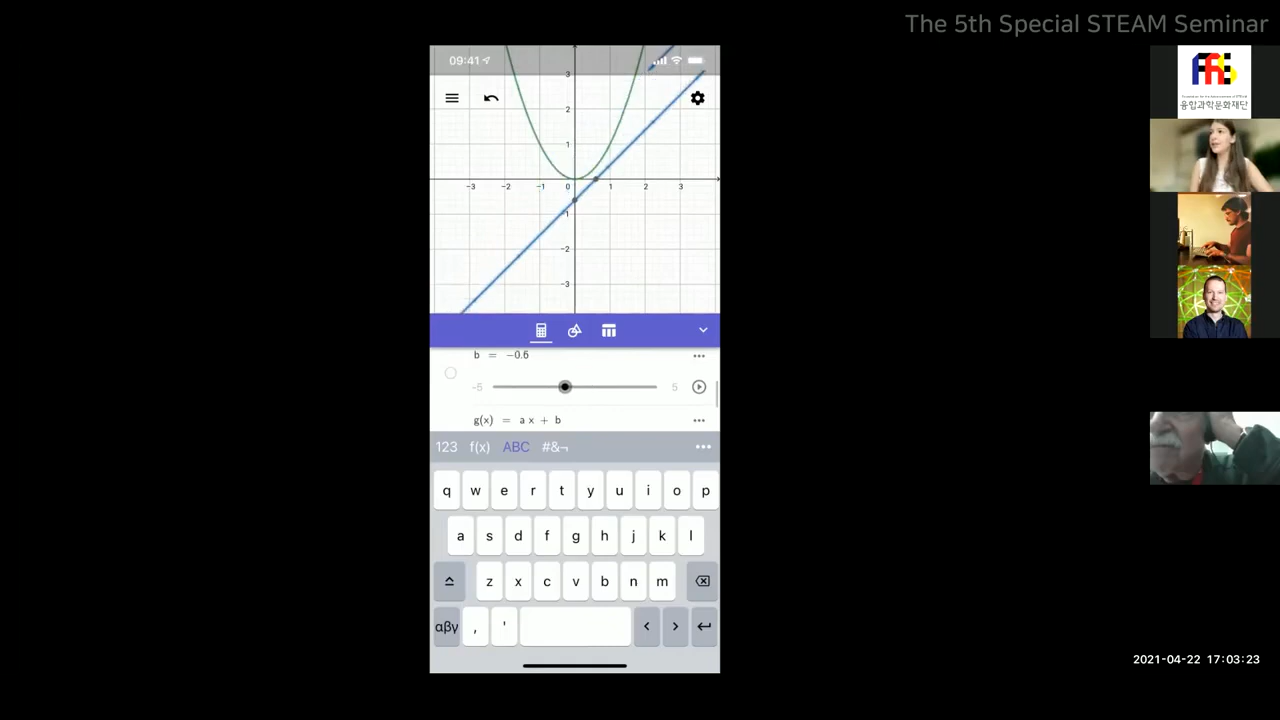 The 5th Special STEAM Seminar
09:41
3
2
1
-3
-2
-1
0
1
2
3
-1
-2
-3
b = −0.6
-5
5
g(x) = a x + b
123 f(x) ABC #&¬
q w e r t y u i o p
a s d f g h j k l
z x c v b n m
αβγ , ' < >
융합과학문화재단
2021-04-22 17:03:23